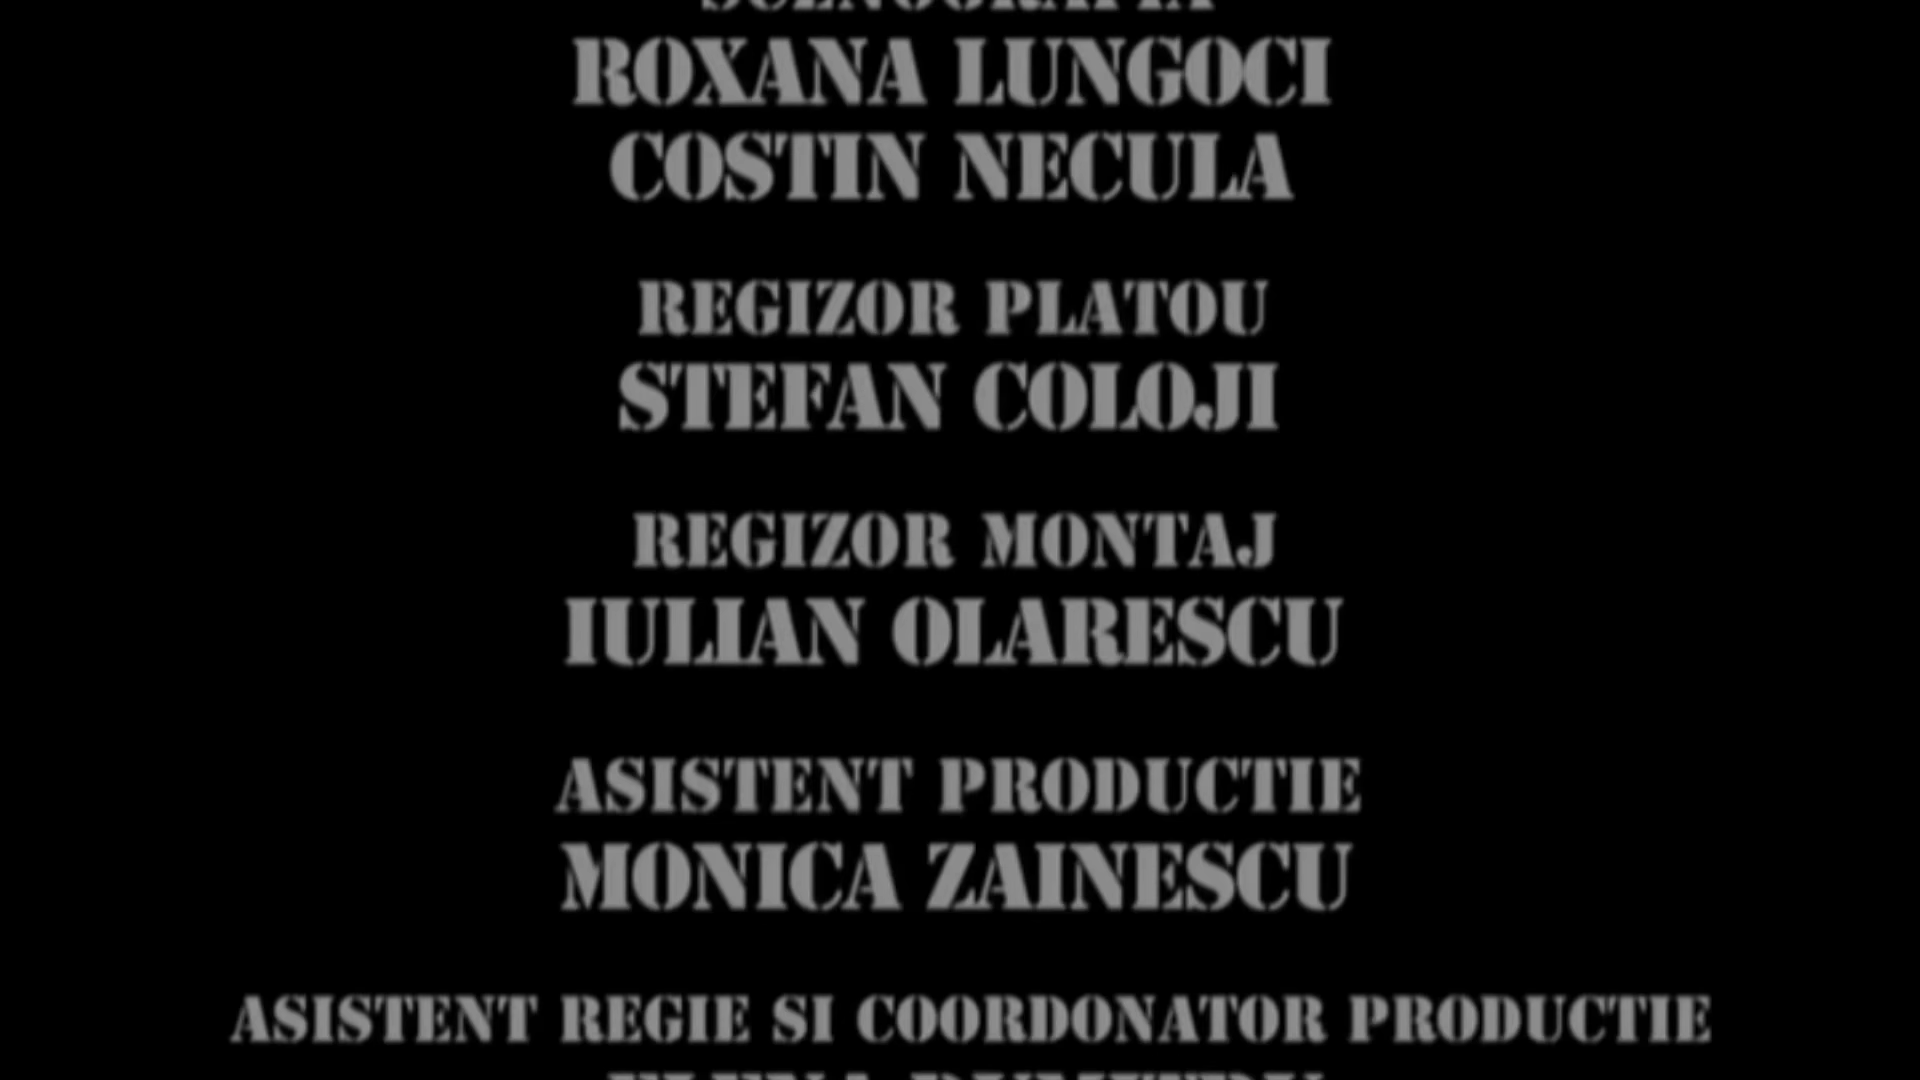 SCENOGRAFIA
ROXANA LUNGOCI
COSTIN NECULA
REGIZOR PLATOU
STEFAN COLOJI
REGIZOR MONTAJ
IULIAN OLARESCU
ASISTENT PRODUCTIE
MONICA ZAINESCU
ASISTENT REGIE SI COORDONATOR PRODUCTIE